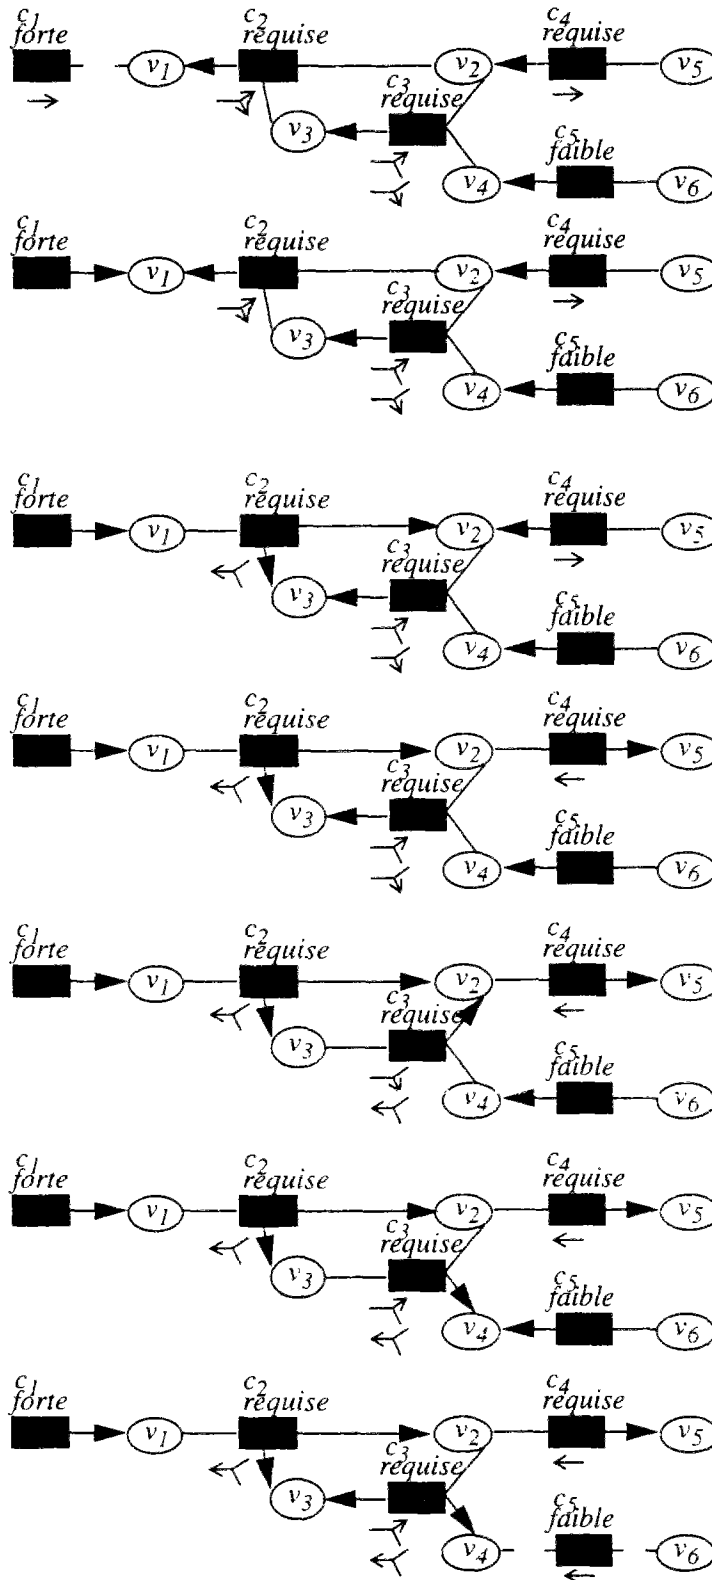 c1 c2 c4
forte requise requise
v1 v2 v5
c3
requise
v3
c5
faible
v4 v6
c1 c2 c4
forte requise requise
v1 v2 v5
c3
requise
v3
c5
faible
v4 v6
c1 c2 c4
forte requise requise
v1 v2 v5
c3
requise
v3
c5
faible
v4 v6
c1 c2 c4
forte requise requise
v1 v2 v5
c3
requise
v3
c5
faible
v4 v6
c1 c2 c4
forte requise requise
v1 v2 v5
c3
requise
v3
c5
faible
v4 v6
c1 c2 c4
forte requise requise
v1 v2 v5
c3
requise
v3
c5
faible
v4 v6
c1 c2 c4
forte requise requise
v1 v2 v5
c3
requise
v3
c5
faible
v4 v6